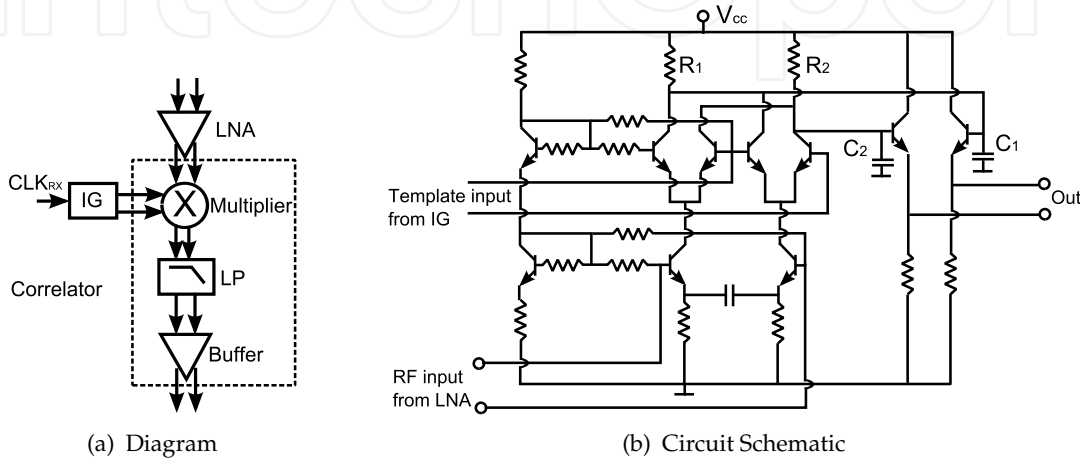 LNA
CLKRX
IG
X
Multiplier
LP
Correlator
Buffer
(a) Diagram
Vcc
R1
R2
C2
C1
Template input
from IG
Out
RF input
from LNA
(b) Circuit Schematic